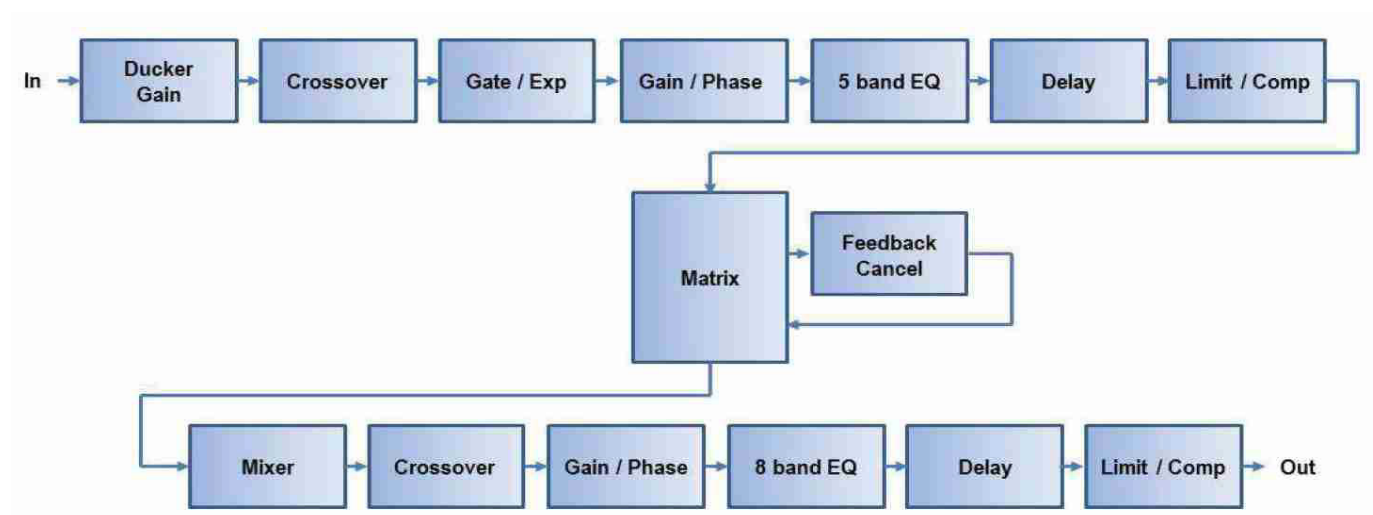 In
Ducker
Gain
Crossover
Gate / Exp
Gain / Phase
5 band EQ
Delay
Limit / Comp
Matrix
Feedback
Cancel
Mixer
Crossover
Gain / Phase
8 band EQ
Delay
Limit / Comp
Out